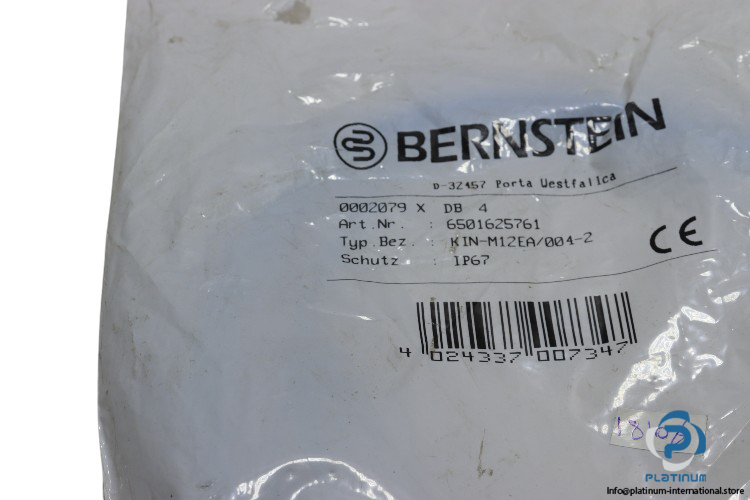 BERNSTEIN
D-32457 Porta Westfalica
0002079 X DB 4
Art.Nr. : 6501625761
Typ.Bez. : KIN-M12EA/004-2
Schutz : IP67
CE
4 024337 007347
PLATINUM
Info@platinum-international.store